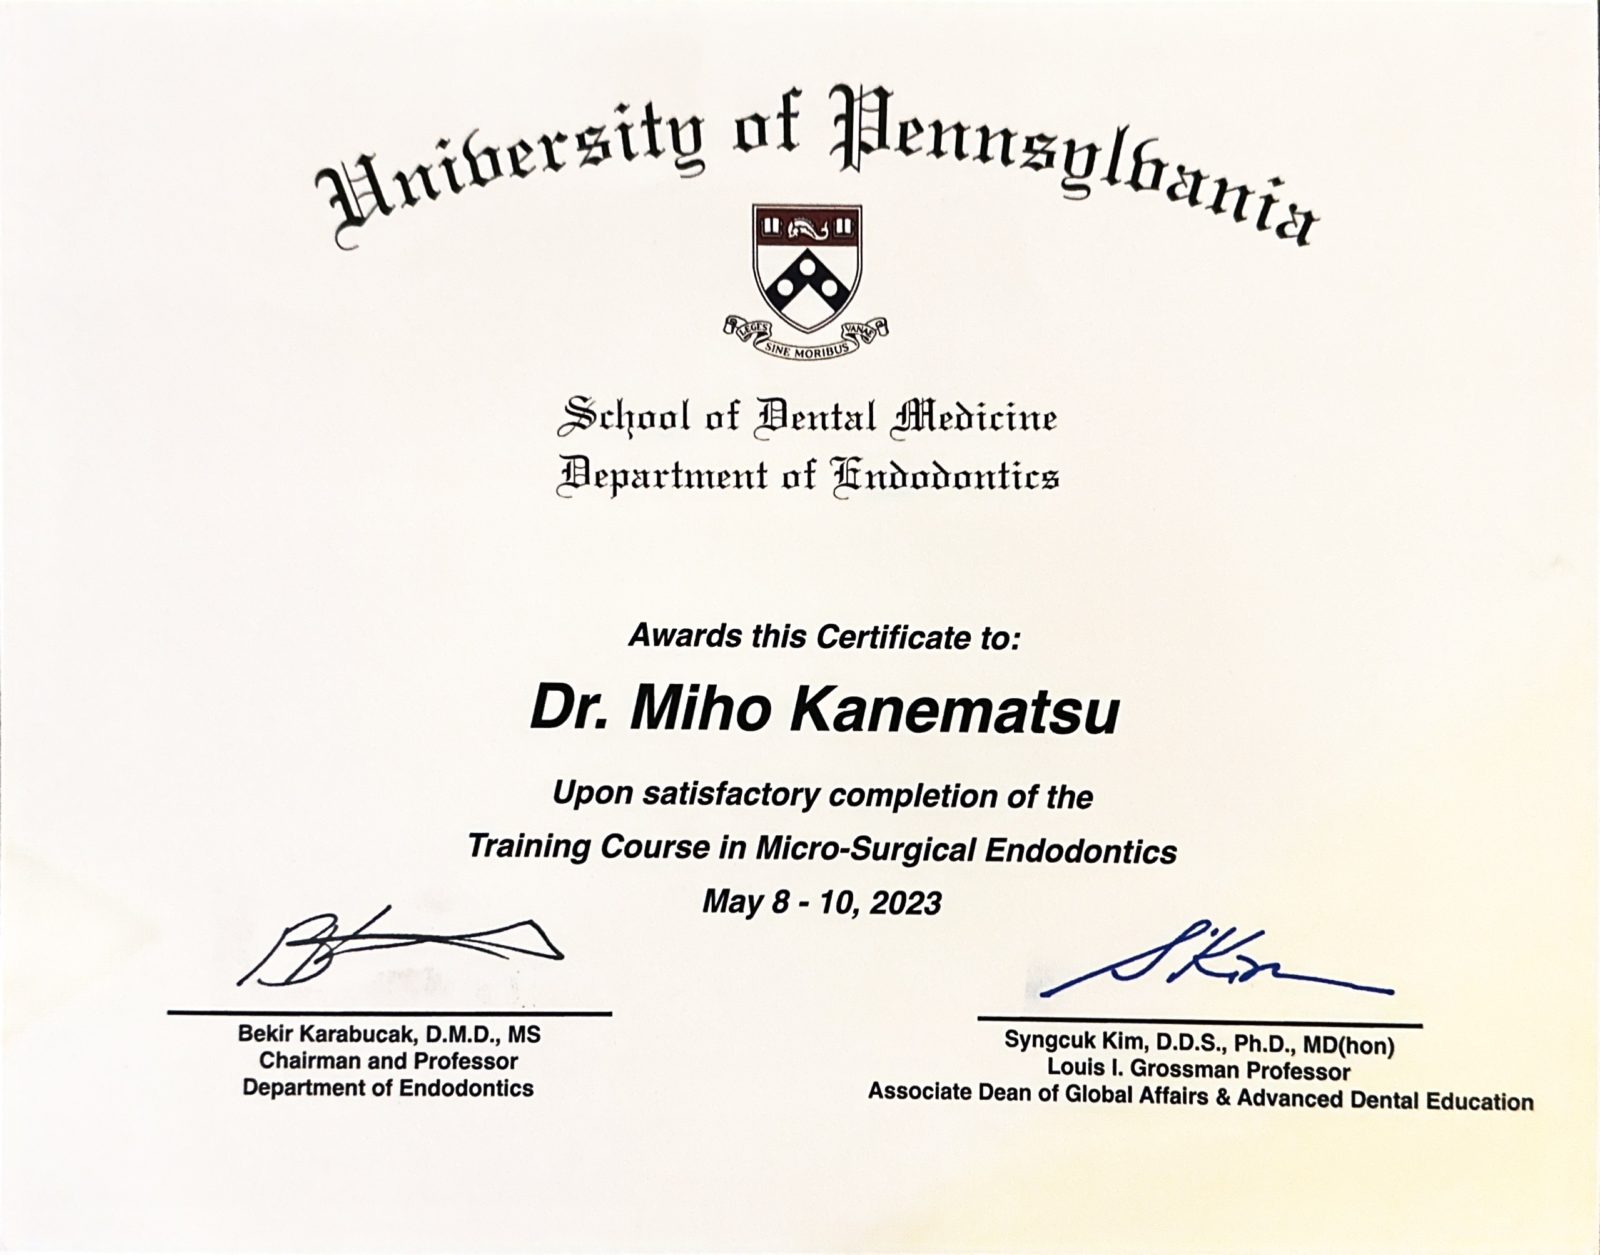 University of Pennsylvania
LEGES SINE MORIBUS VANAE
School of Dental Medicine
Department of Endodontics
Awards this Certificate to:
Dr. Miho Kanematsu
Upon satisfactory completion of the
Training Course in Micro-Surgical Endodontics
May 8 - 10, 2023
S Kim
Bekir Karabucak, D.M.D., MS
Chairman and Professor
Department of Endodontics
Syngcuk Kim, D.D.S., Ph.D., MD(hon)
Louis I. Grossman Professor
Associate Dean of Global Affairs & Advanced Dental Education